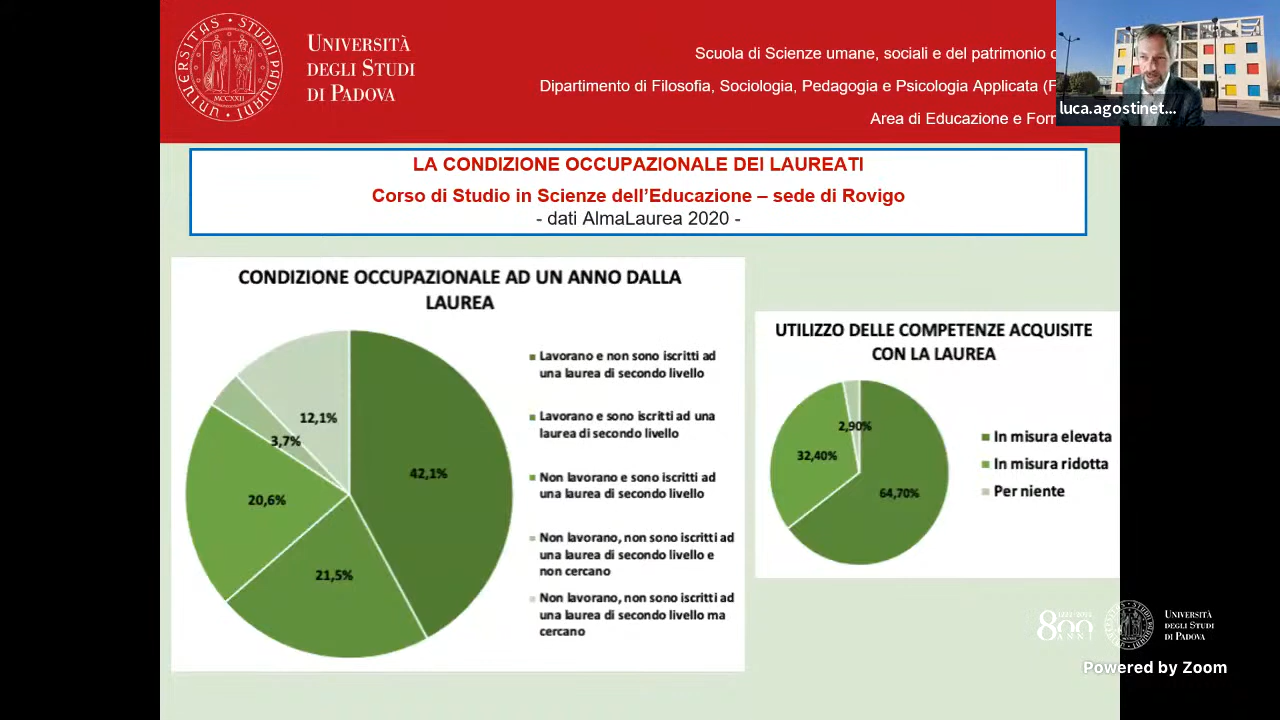 UNIVERSITÀ
DEGLI STUDI
DI PADOVA
UNIVERSITAS STUDII PADUANI
MCCXXII
Scuola di Scienze umane, sociali e del patrimonio
Dipartimento di Filosofia, Sociologia, Pedagogia e Psicologia Applicata
Area di Educazione e
luca.agostinet...
LA CONDIZIONE OCCUPAZIONALE DEI LAUREATI
Corso di Studio in Scienze dell'Educazione – sede di Rovigo
- dati AlmaLaurea 2020 -
CONDIZIONE OCCUPAZIONALE AD UN ANNO DALLA
LAUREA
12,1%
3,7%
42,1%
20,6%
21,5%
Lavorano e non sono iscritti ad
una laurea di secondo livello
Lavorano e sono iscritti ad una
laurea di secondo livello
Non lavorano e sono iscritti ad
una laurea di secondo livello
Non lavorano, non sono iscritti ad
una laurea di secondo livello e
non cercano
Non lavorano, non sono iscritti ad
una laurea di secondo livello ma
cercano
UTILIZZO DELLE COMPETENZE ACQUISITE
CON LA LAUREA
2,90%
32,40%
64,70%
In misura elevata
In misura ridotta
Per niente
800
ANNI
UNIVERSITÀ
DEGLI STUDI
DI PADOVA
Powered by Zoom